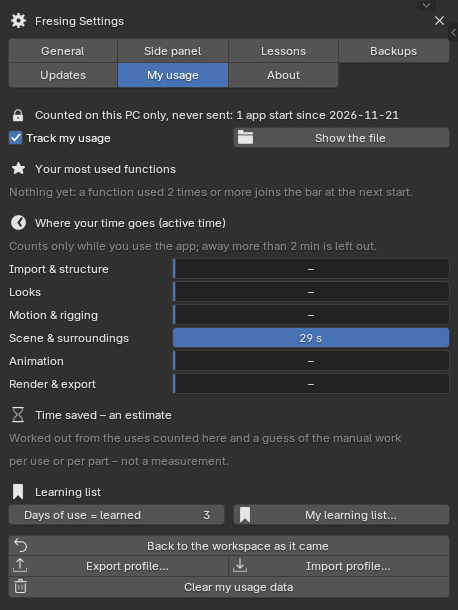 Fresing Settings
General
Side panel
Lessons
Backups
Updates
My usage
About
Counted on this PC only, never sent: 1 app start since 2026-11-21
Track my usage
Show the file
Your most used functions
Nothing yet: a function used 2 times or more joins the bar at the next start.
Where your time goes (active time)
Counts only while you use the app; away more than 2 min is left out.
Import & structure –
Looks –
Motion & rigging –
Scene & surroundings 29 s
Animation –
Render & export –
Time saved – an estimate
Worked out from the uses counted here and a guess of the manual work
per use or per part – not a measurement.
Learning list
Days of use = learned 3
My learning list...
Back to the workspace as it came
Export profile...
Import profile...
Clear my usage data